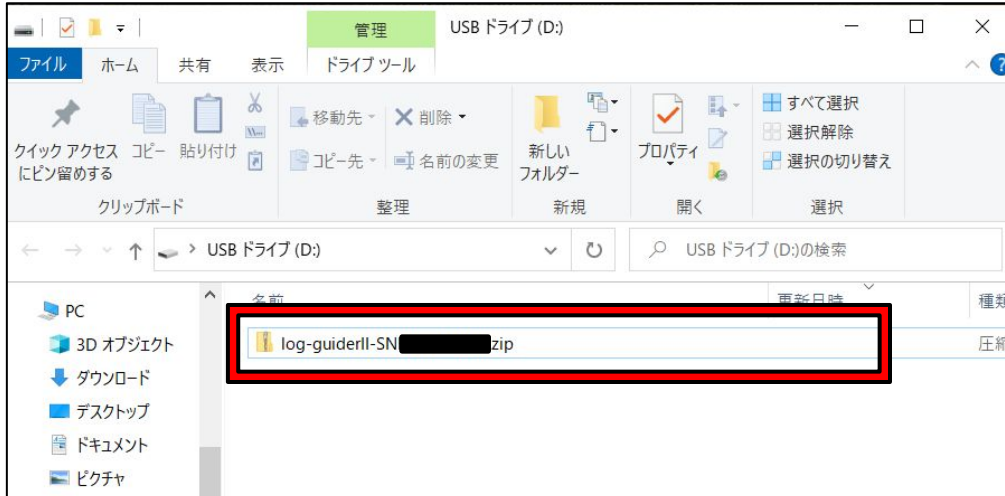 管理
USB ドライブ (D:)
ファイル
ホーム
共有
表示
ドライブ ツール
クイック アクセス
にピン留めする
コピー
貼り付け
移動先
削除
コピー先
名前の変更
新しい
フォルダー
プロパティ
すべて選択
選択解除
選択の切り替え
クリップボード
整理
新規
開く
選択
USB ドライブ (D:)
USB ドライブ (D:)の検索
名前
更新日時
種類
log-guiderII-SN
zip
圧縮
PC
3D オブジェクト
ダウンロード
デスクトップ
ドキュメント
ピクチャ